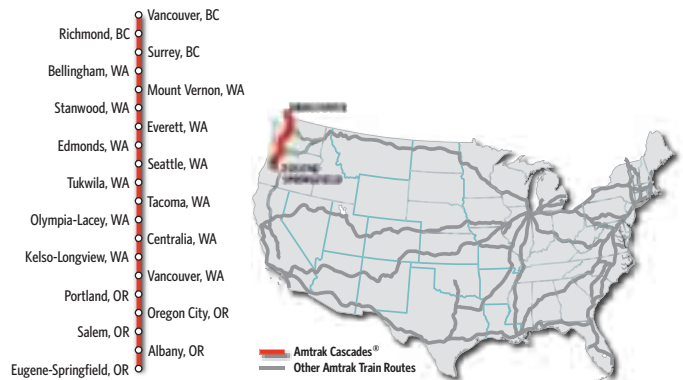 Vancouver, BC
Richmond, BC
Surrey, BC
Bellingham, WA
Mount Vernon, WA
Stanwood, WA
Everett, WA
Edmonds, WA
Seattle, WA
Tukwila, WA
Tacoma, WA
Olympia-Lacey, WA
Centralia, WA
Kelso-Longview, WA
Vancouver, WA
Portland, OR
Oregon City, OR
Salem, OR
Albany, OR
Eugene-Springfield, OR
Amtrak Cascades®
Other Amtrak Train Routes